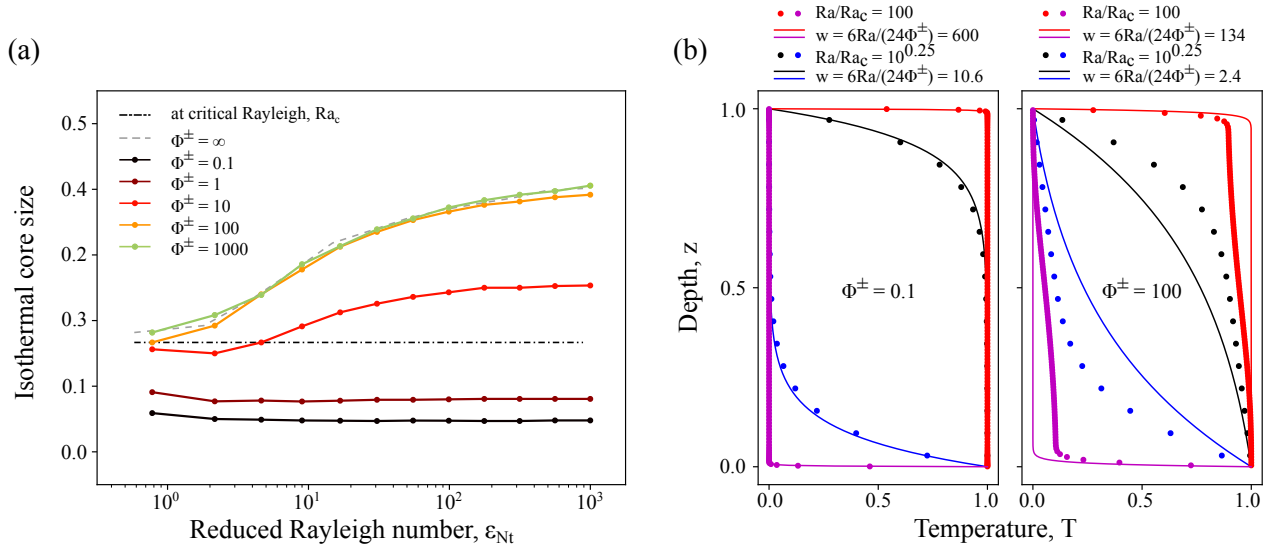 (a)
0.5
0.4
0.2
0.3
0.1
0.0
Isothermal core size
at critical Rayleigh, Ra_c
Φ^± = ∞
Φ^± = 0.1
Φ^± = 1
Φ^± = 10
Φ^± = 100
Φ^± = 1000
10^0
10^1
10^2
10^3
Reduced Rayleigh number, ε_Nt
(b)
Ra/Ra_c = 100
w = 6Ra/(24Φ^±) = 600
Ra/Ra_c = 10^0.25
w = 6Ra/(24Φ^±) = 10.6
Ra/Ra_c = 100
w = 6Ra/(24Φ^±) = 134
Ra/Ra_c = 10^0.25
w = 6Ra/(24Φ^±) = 2.4
1.0
0.5
0.0
Depth, z
Φ^± = 0.1
Φ^± = 100
0.0
0.5
1.0
0.0
0.5
1.0
Temperature, T